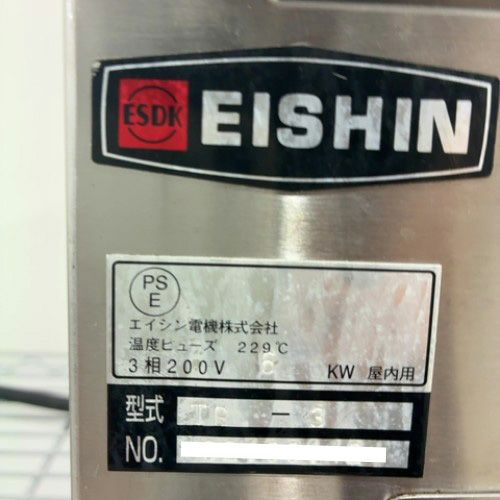 ESDK EISHIN
PS
E
エイシン電機株式会社
温度ヒューズ 229℃
3相200V KW 屋内用
型式 - 3
NO.